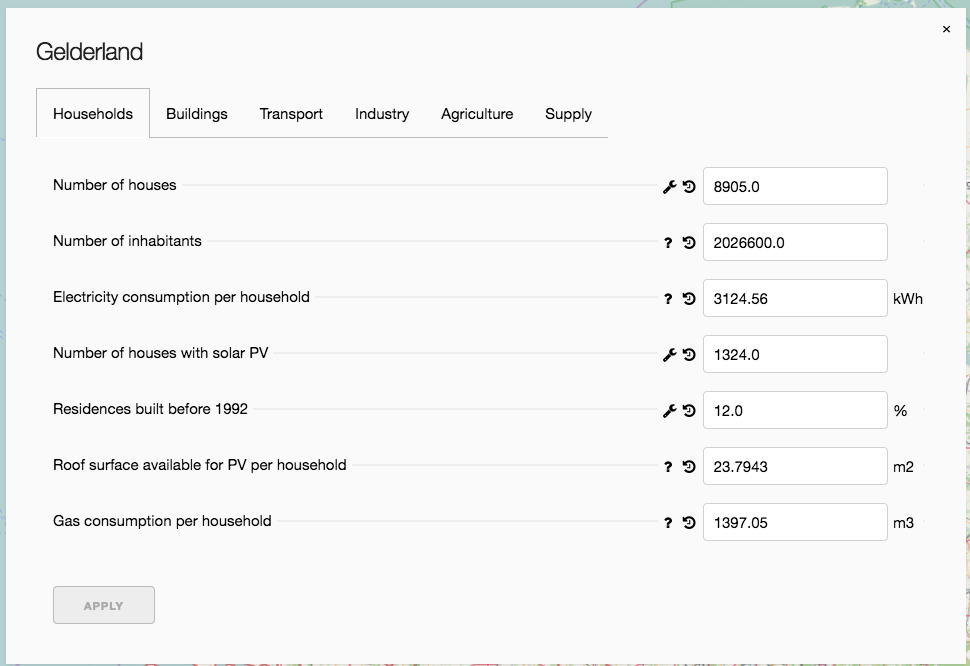 ×
Gelderland
Households Buildings Transport Industry Agriculture Supply
Number of houses 8905.0
Number of inhabitants ? 2026600.0
Electricity consumption per household ? 3124.56 kWh
Number of houses with solar PV 1324.0
Residences built before 1992 12.0 %
Roof surface available for PV per household ? 23.7943 m2
Gas consumption per household ? 1397.05 m3
APPLY